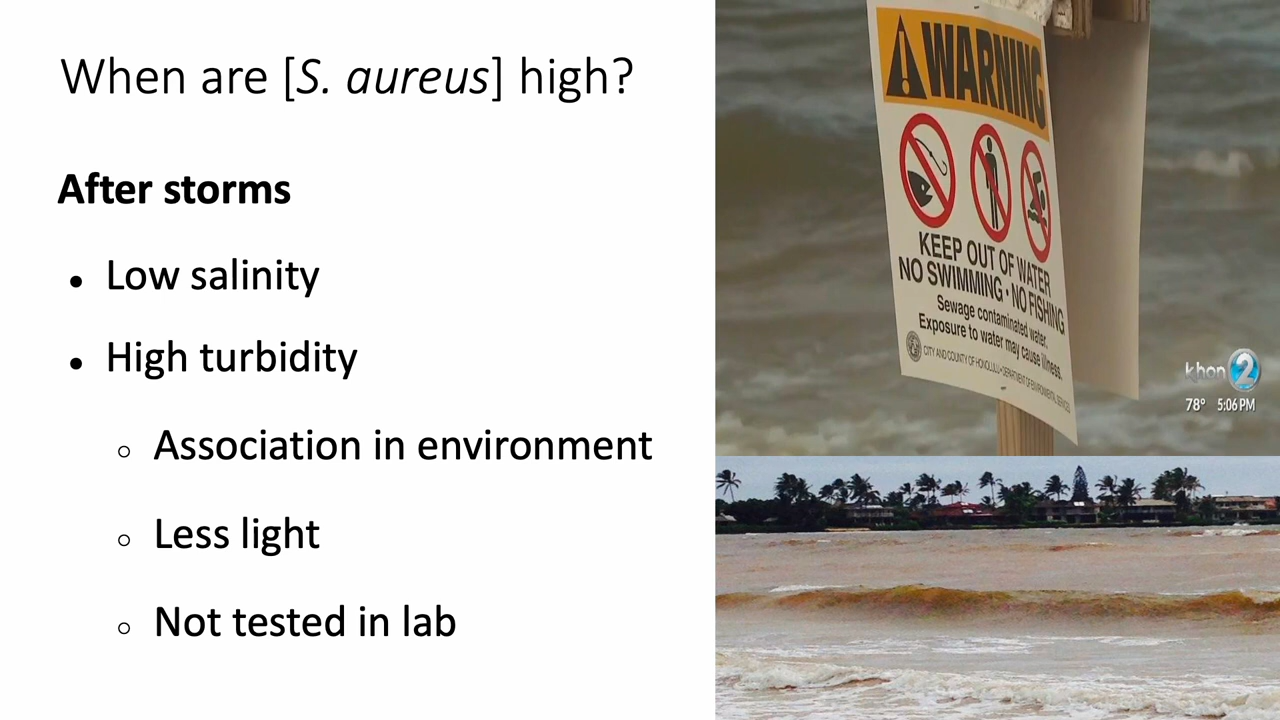 When are [S. aureus] high?
After storms
● Low salinity
● High turbidity
○ Association in environment
○ Less light
○ Not tested in lab
WARNING
KEEP OUT OF WATER
NO SWIMMING • NO FISHING
Sewage contaminated water.
Exposure to water may cause illness.
CITY AND COUNTY OF HONOLULU • DEPARTMENT OF ENVIRONMENTAL SERVICES
khon 2
78° 5:06 PM